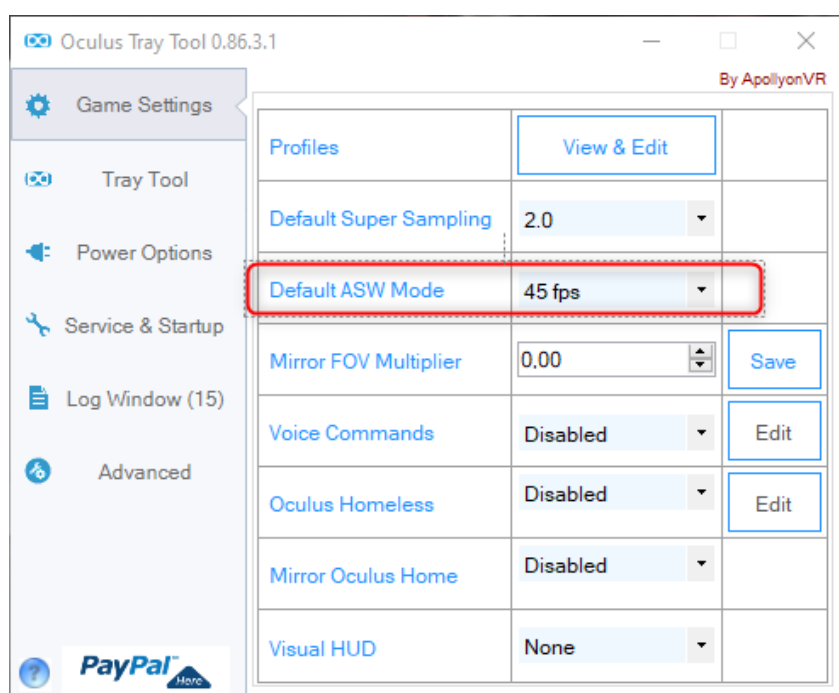 Oculus Tray Tool 0.86.3.1
By ApollyonVR
Game Settings
Tray Tool
Power Options
Service & Startup
Log Window (15)
Advanced
Profiles View & Edit
Default Super Sampling 2.0
Default ASW Mode 45 fps
Mirror FOV Multiplier 0,00 Save
Voice Commands Disabled Edit
Oculus Homeless Disabled Edit
Mirror Oculus Home Disabled
Visual HUD None
?
PayPal™
Here